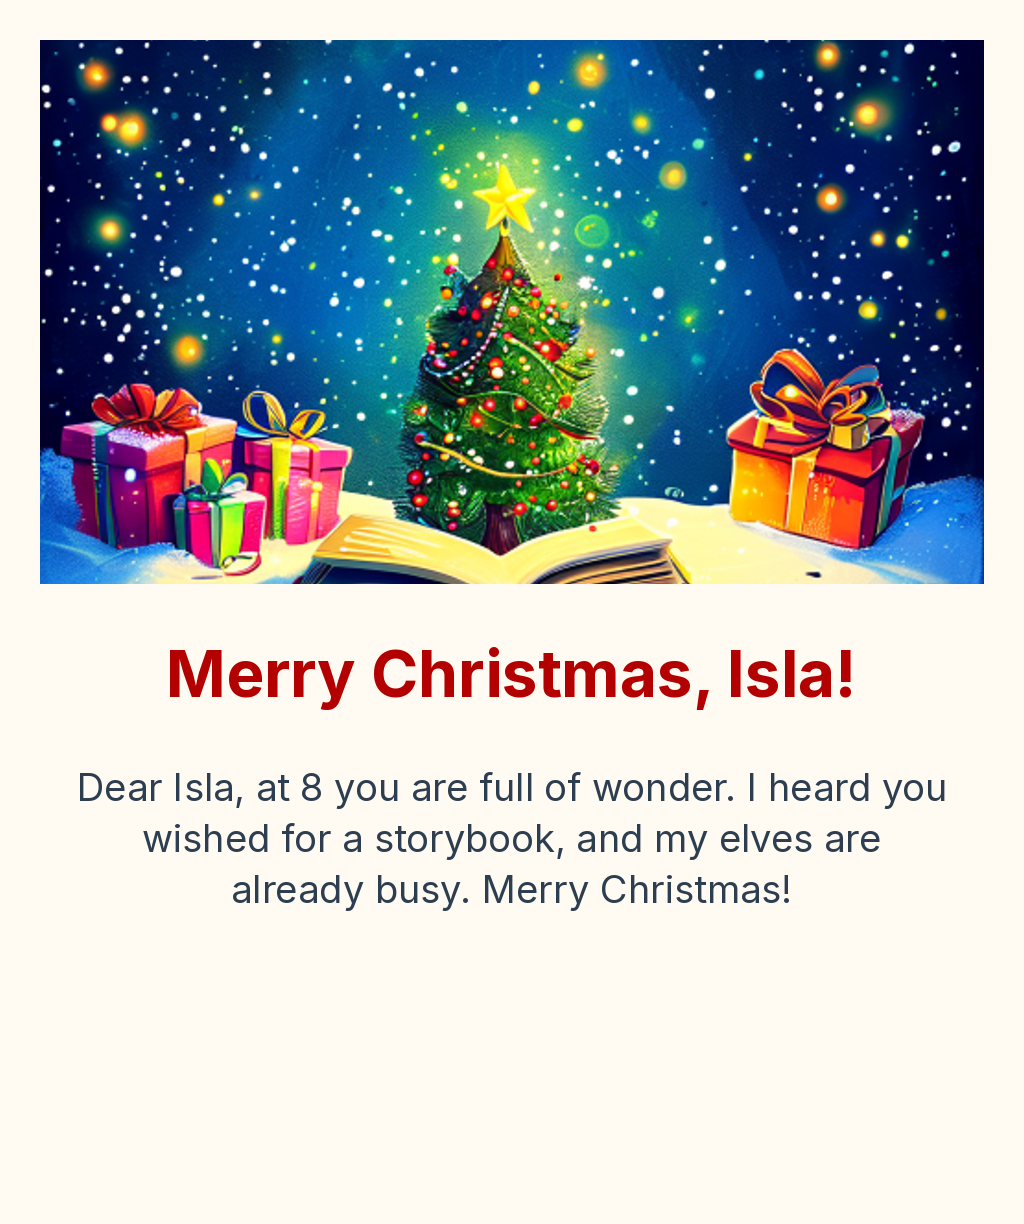 Merry Christmas, Isla!
Dear Isla, at 8 you are full of wonder. I heard you
wished for a storybook, and my elves are
already busy. Merry Christmas!